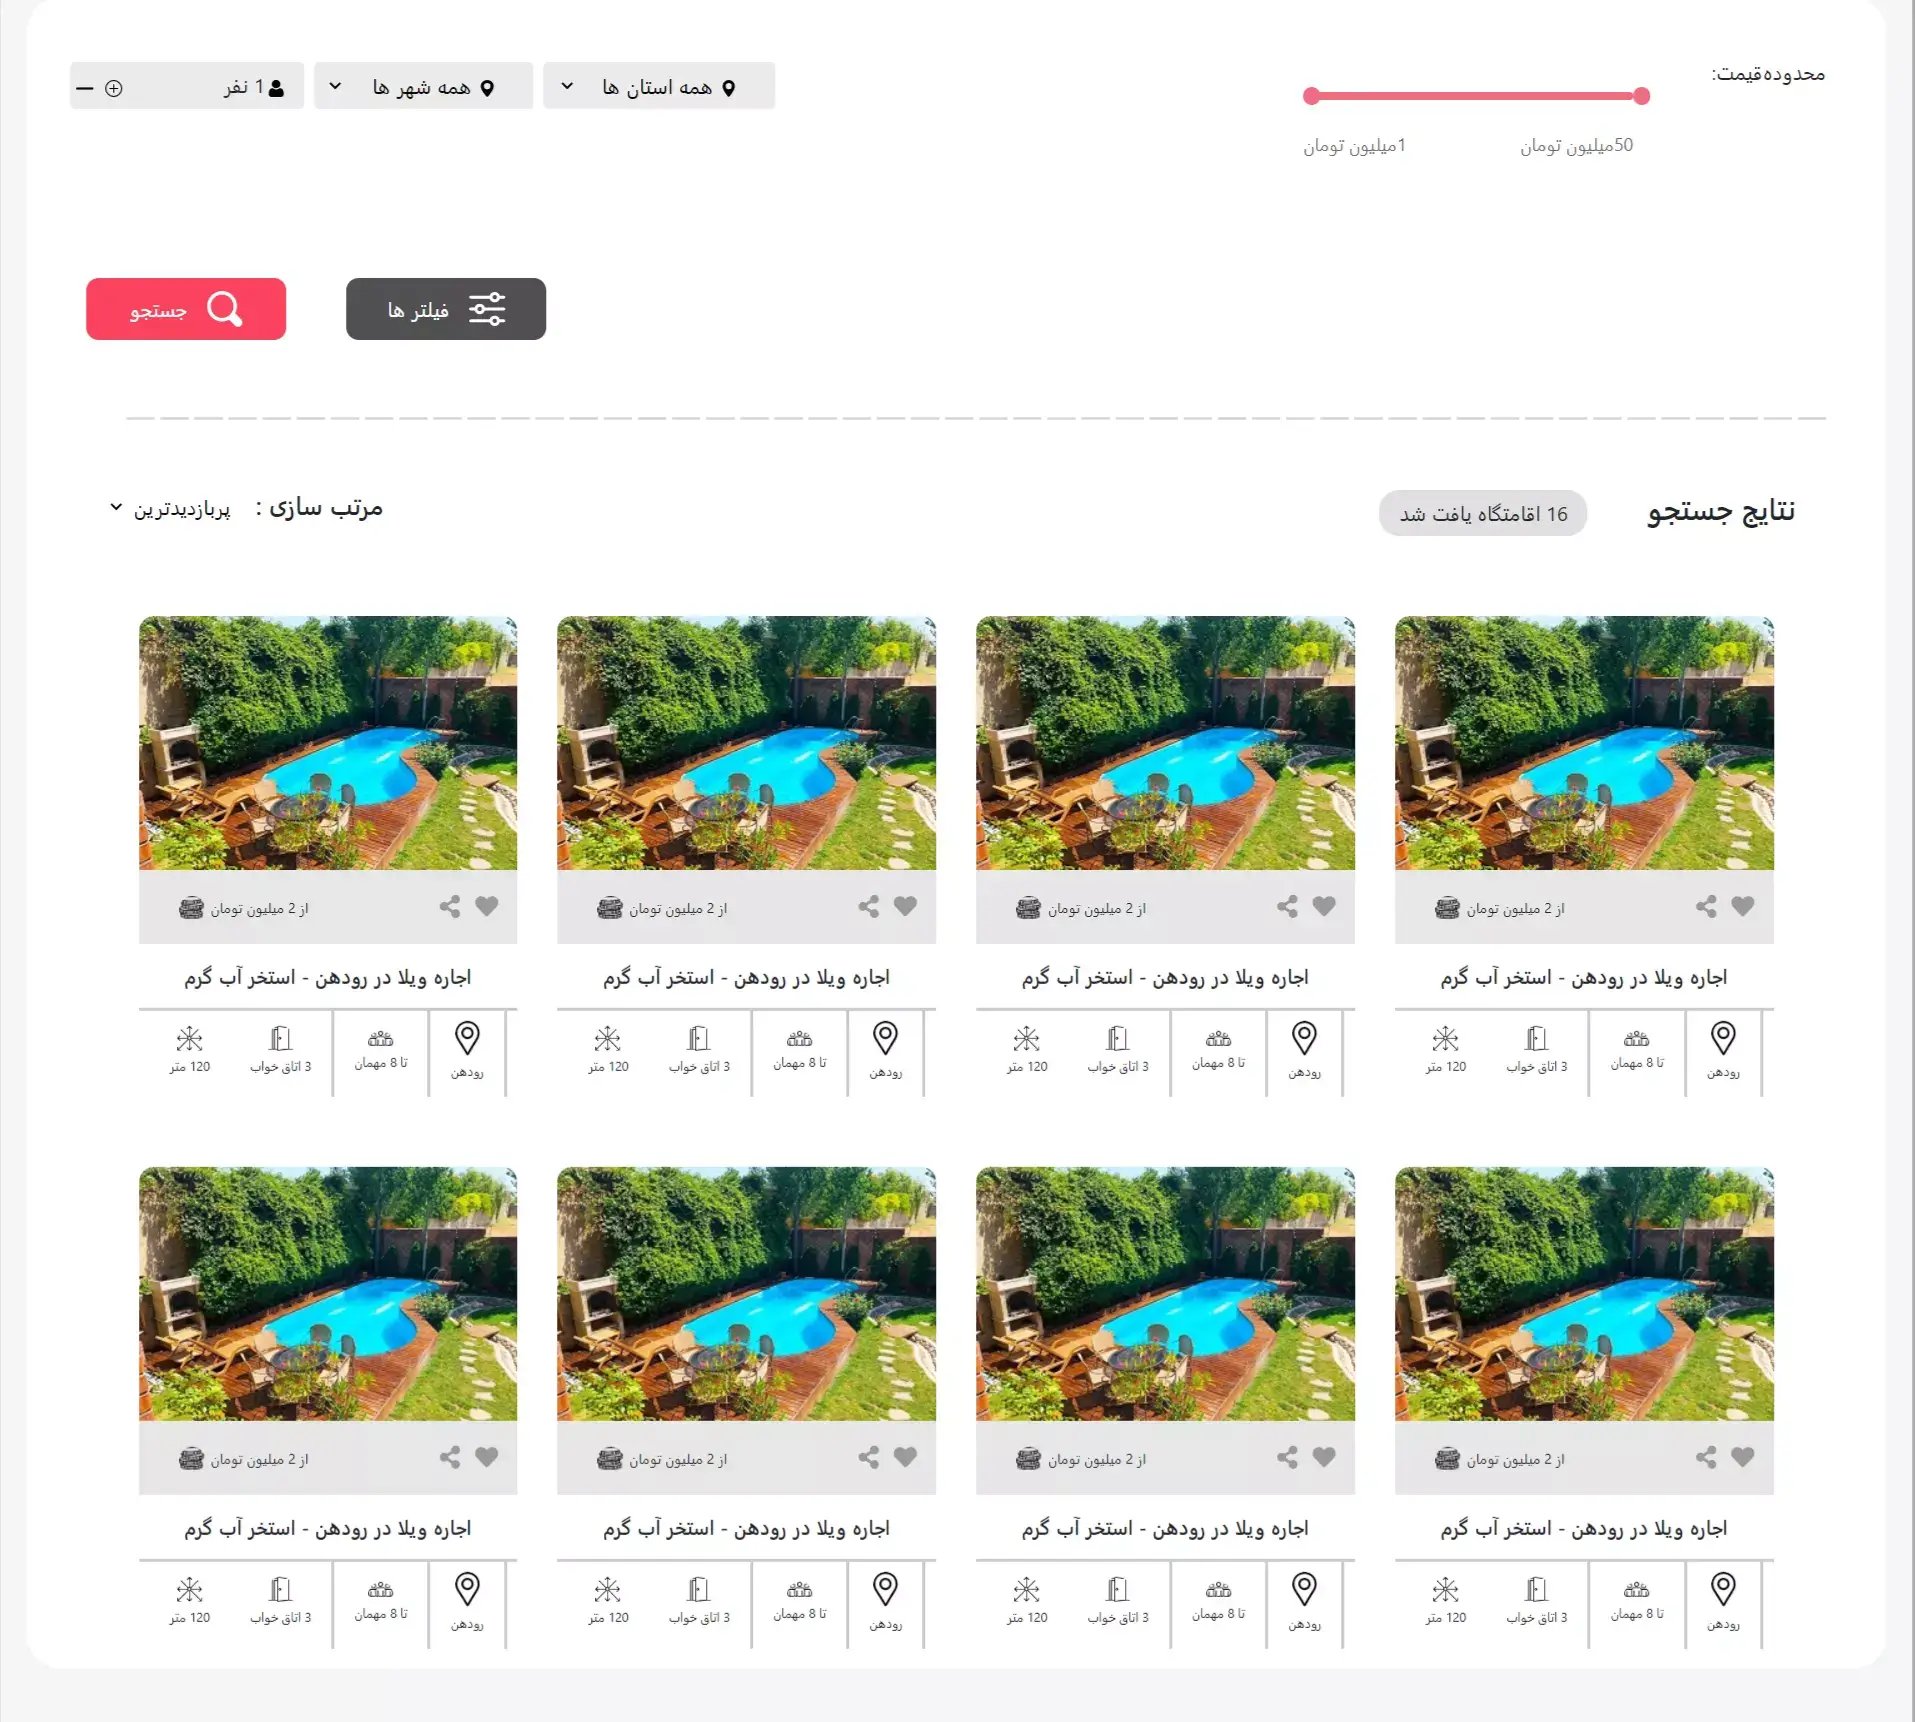 محدوده‌قیمت:
50میلیون تومان
1میلیون تومان
همه استان ها
همه شهر ها
1 نفر
فیلتر ها
جستجو
نتایج جستجو
16 اقامتگاه یافت شد
مرتب سازی :
پربازدیدترین
از 2 میلیون تومان
از 2 میلیون تومان
از 2 میلیون تومان
از 2 میلیون تومان
اجاره ویلا در رودهن - استخر آب گرم
اجاره ویلا در رودهن - استخر آب گرم
اجاره ویلا در رودهن - استخر آب گرم
اجاره ویلا در رودهن - استخر آب گرم
رودهن
تا 8 مهمان
3 اتاق خواب
120 متر
رودهن
تا 8 مهمان
3 اتاق خواب
120 متر
رودهن
تا 8 مهمان
3 اتاق خواب
120 متر
رودهن
تا 8 مهمان
3 اتاق خواب
120 متر
از 2 میلیون تومان
از 2 میلیون تومان
از 2 میلیون تومان
از 2 میلیون تومان
اجاره ویلا در رودهن - استخر آب گرم
اجاره ویلا در رودهن - استخر آب گرم
اجاره ویلا در رودهن - استخر آب گرم
اجاره ویلا در رودهن - استخر آب گرم
رودهن
تا 8 مهمان
3 اتاق خواب
120 متر
رودهن
تا 8 مهمان
3 اتاق خواب
120 متر
رودهن
تا 8 مهمان
3 اتاق خواب
120 متر
رودهن
تا 8 مهمان
3 اتاق خواب
120 متر